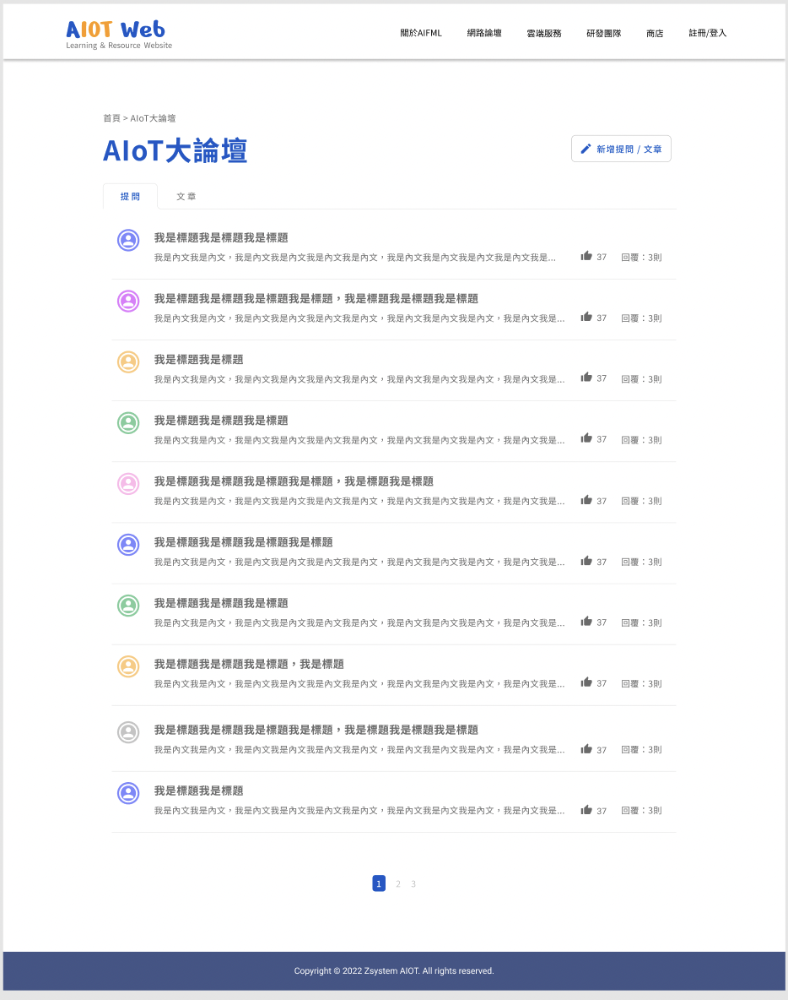 AIOT Web
Learning & Resource Website
關於AIFML 網路論壇 雲端服務 研發團隊 商店 註冊/登入
首頁 > AIoT大論壇
AIoT大論壇
新增提問 / 文章
提問 文章
我是標題我是標題我是標題
我是內文我是內文，我是內文我是內文我是內文我是內文，我是內文我是內文我是內文我是內文我是... 37 回覆：3則
我是標題我是標題我是標題我是標題，我是標題我是標題我是標題
我是內文我是內文，我是內文我是內文我是內文我是內文，我是內文我是內文我是內文，我是內文我是... 37 回覆：3則
我是標題我是標題
我是內文我是內文，我是內文我是內文我是內文我是內文，我是內文我是內文我是內文，我是內文我是... 37 回覆：3則
我是標題我是標題我是標題
我是內文我是內文，我是內文我是內文我是內文我是內文，我是內文我是內文我是內文，我是內文我是... 37 回覆：3則
我是標題我是標題我是標題我是標題，我是標題我是標題
我是內文我是內文，我是內文我是內文我是內文我是內文，我是內文我是內文我是內文，我是內文我是... 37 回覆：3則
我是標題我是標題我是標題我是標題
我是內文我是內文，我是內文我是內文我是內文我是內文，我是內文我是內文我是內文，我是內文我是... 37 回覆：3則
我是標題我是標題我是標題
我是內文我是內文，我是內文我是內文我是內文我是內文，我是內文我是內文我是內文，我是內文我是... 37 回覆：3則
我是標題我是標題我是標題，我是標題
我是內文我是內文，我是內文我是內文我是內文我是內文，我是內文我是內文我是內文，我是內文我是... 37 回覆：3則
我是標題我是標題我是標題我是標題，我是標題我是標題我是標題
我是內文我是內文，我是內文我是內文我是內文我是內文，我是內文我是內文我是內文，我是內文我是... 37 回覆：3則
我是標題我是標題
我是內文我是內文，我是內文我是內文我是內文我是內文，我是內文我是內文我是內文，我是內文我是... 37 回覆：3則
1 2 3
Copyright © 2022 Zsystem AIOT. All rights reserved.